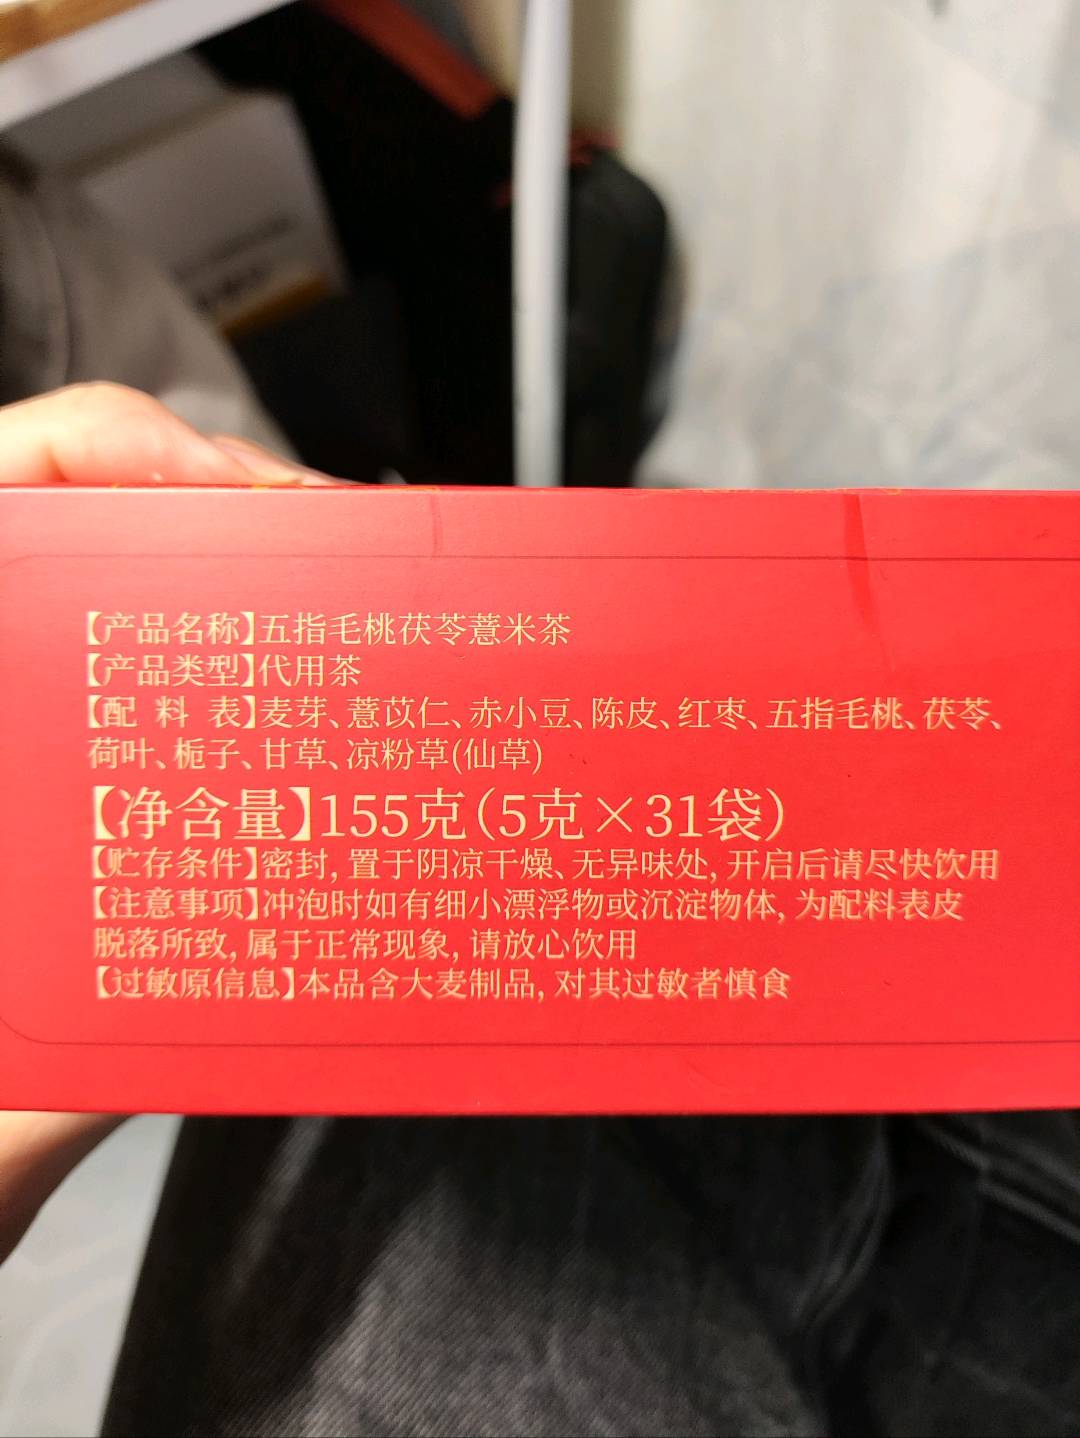 【产品名称】五指毛桃茯苓薏米茶
【产品类型】代用茶
【配 料 表】麦芽、薏苡仁、赤小豆、陈皮、红枣、五指毛桃、茯苓、
荷叶、栀子、甘草、凉粉草(仙草)
【净含量】155克(5克×31袋)
【贮存条件】密封, 置于阴凉干燥、无异味处, 开启后请尽快饮用
【注意事项】冲泡时如有细小漂浮物或沉淀物体, 为配料表皮
脱落所致, 属于正常现象, 请放心饮用
【过敏原信息】本品含大麦制品, 对其过敏者慎食